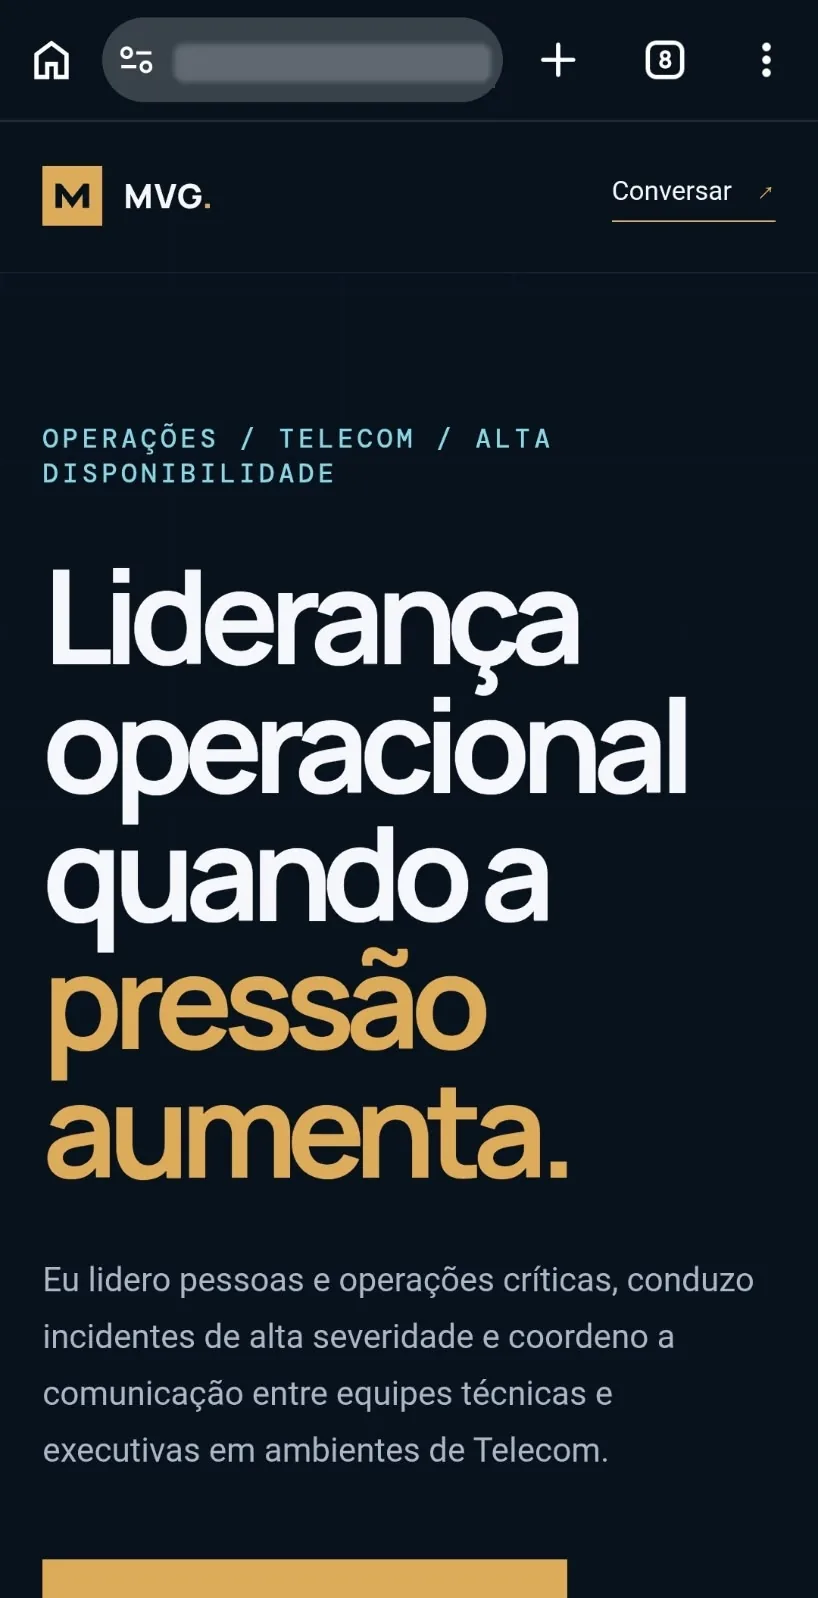 8
M MVG.
Conversar ↗
OPERAÇÕES / TELECOM / ALTA
DISPONIBILIDADE
Liderança
operacional
quando a
pressão
aumenta.
Eu lidero pessoas e operações críticas, conduzo
incidentes de alta severidade e coordeno a
comunicação entre equipes técnicas e
executivas em ambientes de Telecom.